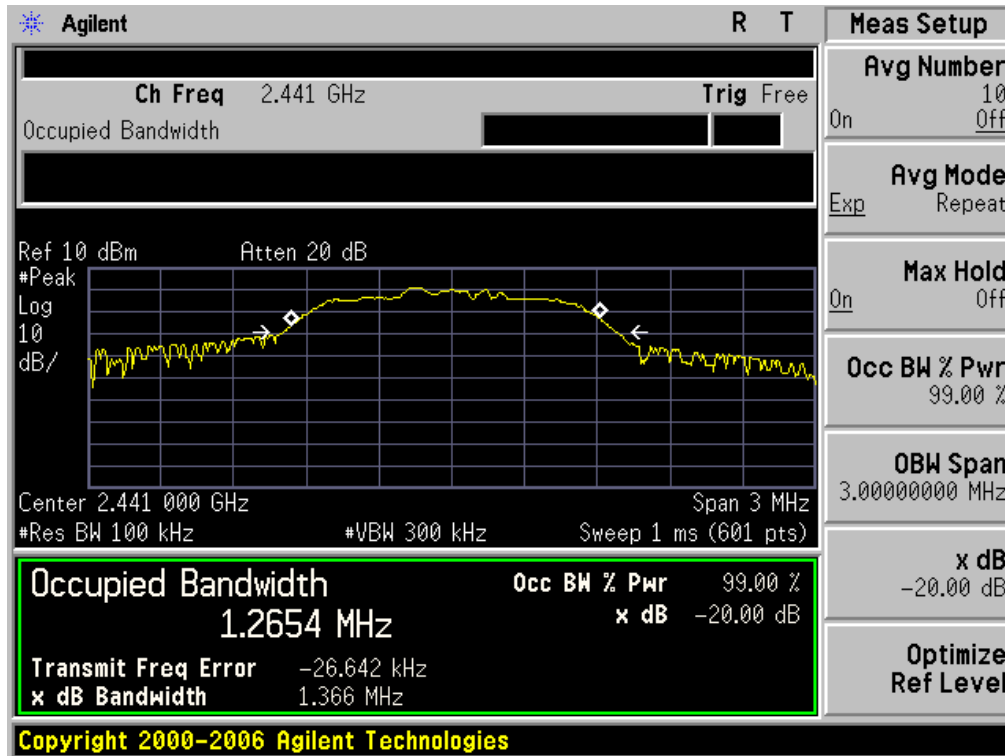 Agilent R T
Ch Freq 2.441 GHz Trig Free
Occupied Bandwidth
Ref 10 dBm Atten 20 dB
#Peak
Log
10
dB/
Center 2.441 000 GHz Span 3 MHz
#Res BW 100 kHz #VBW 300 kHz Sweep 1 ms (601 pts)
Occupied Bandwidth Occ BW % Pwr 99.00 %
1.2654 MHz x dB -20.00 dB
Transmit Freq Error -26.642 kHz
x dB Bandwidth 1.366 MHz
Copyright 2000-2006 Agilent Technologies
Meas Setup
Avg Number
10
On Off
Avg Mode
Exp Repeat
Max Hold
On Off
Occ BW % Pwr
99.00 %
OBW Span
3.00000000 MHz
x dB
-20.00 dB
Optimize
Ref Level